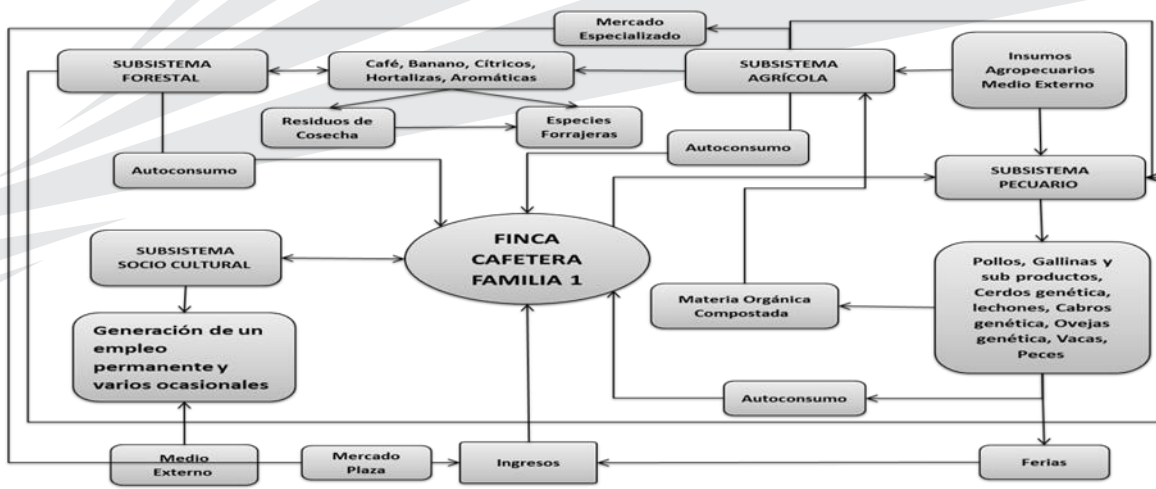 Mercado
Especializado
SUBSISTEMA
FORESTAL
Café, Banano, Cítricos,
Hortalizas, Aromáticas
SUBSISTEMA
AGRÍCOLA
Insumos
Agropecuarios
Medio Externo
Residuos de
Cosecha
Especies
Forrajeras
Autoconsumo
Autoconsumo
SUBSISTEMA
PECUARIO
SUBSISTEMA
SOCIO CULTURAL
FINCA
CAFETERA
FAMILIA 1
Pollos, Gallinas y
sub productos,
Cerdos genética,
lechones, Cabros
genética, Ovejas
genética, Vacas,
Peces
Materia Orgánica
Compostada
Generación de un
empleo
permanente y
varios ocasionales
Autoconsumo
Medio
Externo
Mercado
Plaza
Ingresos
Ferias